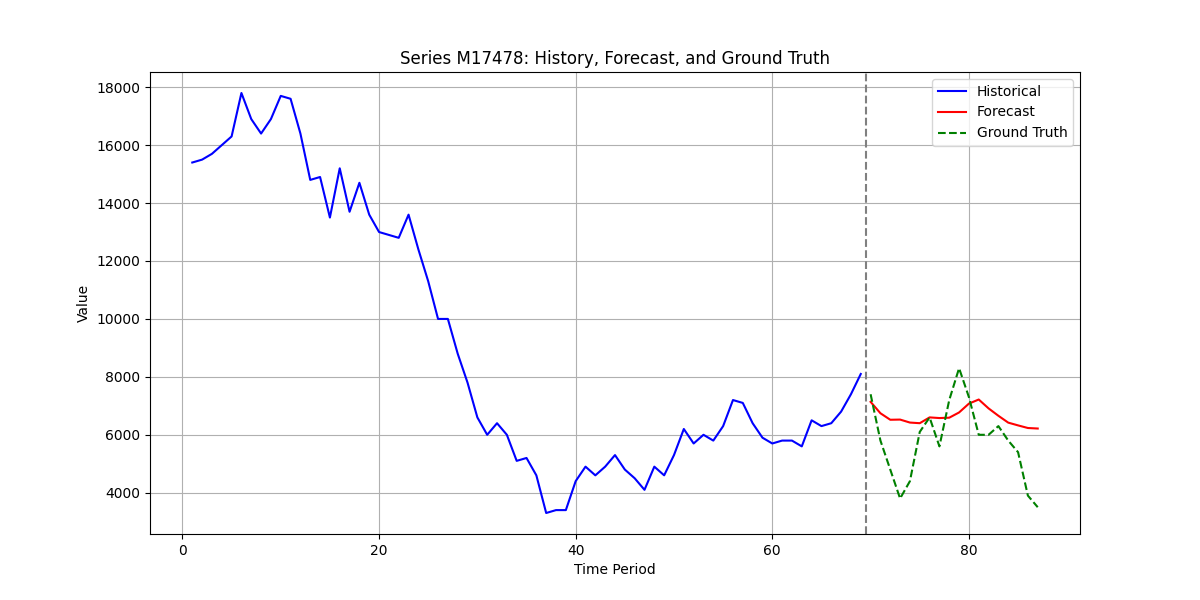 Series M17478: History, Forecast, and Ground Truth
Historical
Forecast
Ground Truth
Value
18000
16000
14000
12000
10000
8000
6000
4000
0 20 40 60 80
Time Period